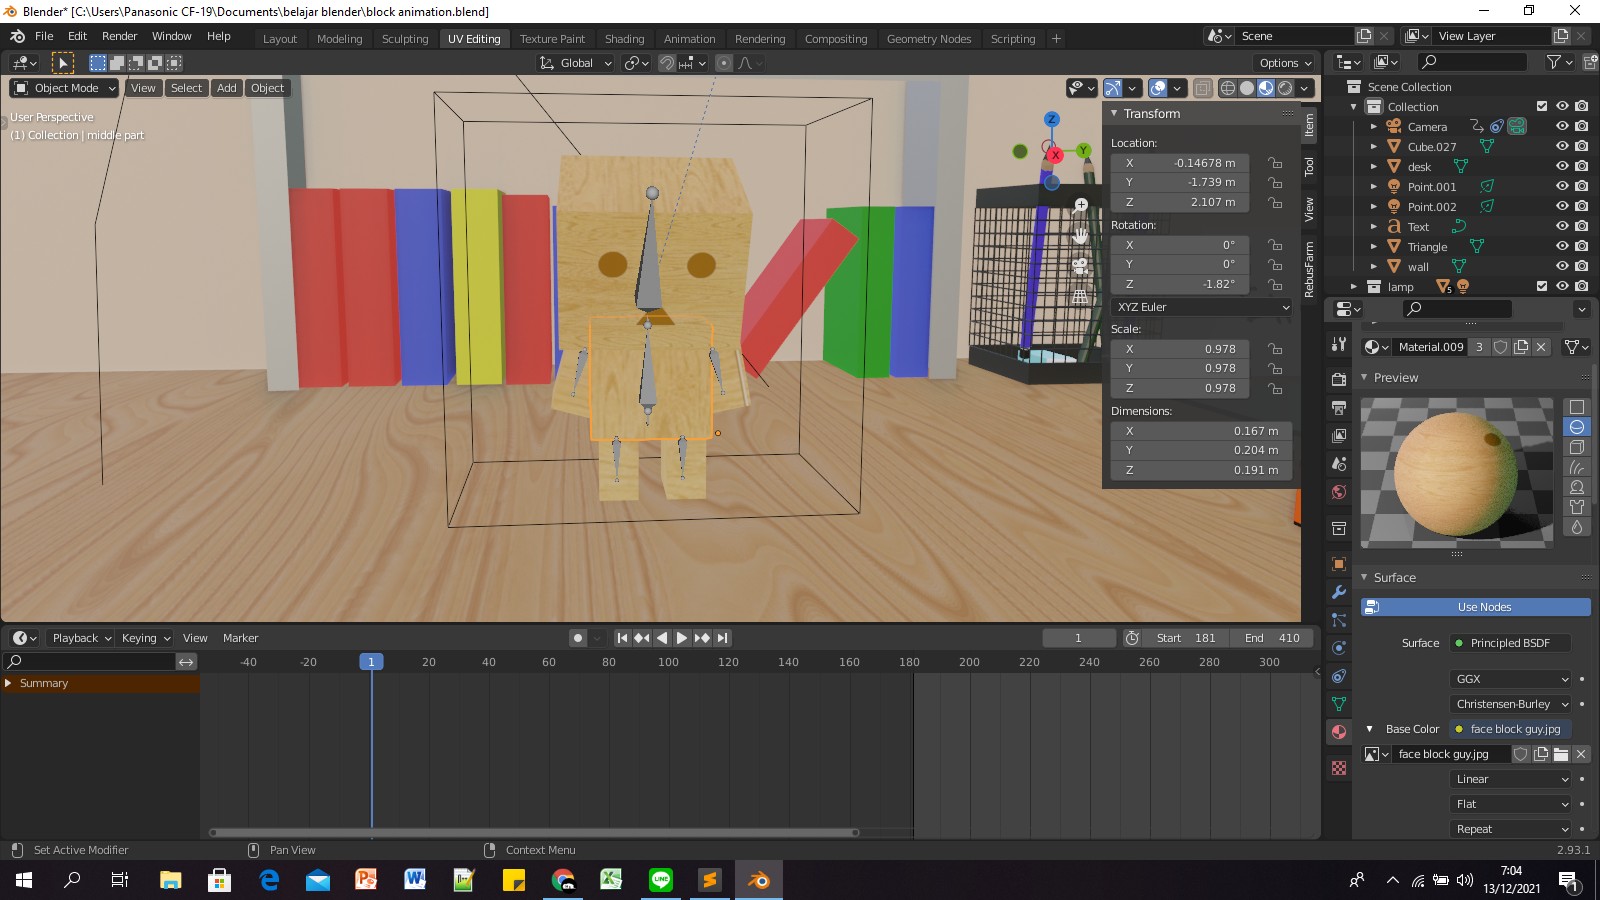 Blender* [C:\Users\Panasonic CF-19\Documents\belajar blender\block animation.blend]
File Edit Render Window Help Layout Modeling Sculpting UV Editing Texture Paint Shading Animation Rendering Compositing Geometry Nodes Scripting + Scene View Layer
Global Options
Object Mode View Select Add Object
User Perspective
(1) Collection | middle part
Z
Y
X
Transform
Location:
X -0.14678 m
Y -1.739 m
Z 2.107 m
Rotation:
X 0°
Y 0°
Z -1.82°
XYZ Euler
Scale:
X 0.978
Y 0.978
Z 0.978
Dimensions:
X 0.167 m
Y 0.204 m
Z 0.191 m
Item
Tool
View
RebusFarm
Scene Collection
Collection
Camera
Cube.027
desk
Point.001
Point.002
Text
Triangle
wall
lamp 5
Material.009 3
Preview
Surface
Use Nodes
Surface Principled BSDF
GGX
Christensen-Burley
Base Color face block guy.jpg
face block guy.jpg
Linear
Flat
Repeat
Playback Keying View Marker 1 Start 181 End 410
-40 -20 1 20 40 60 80 100 120 140 160 180 200 220 240 260 280 300
Summary
Set Active Modifier Pan View Context Menu 2.93.1
7:04
13/12/2021
1